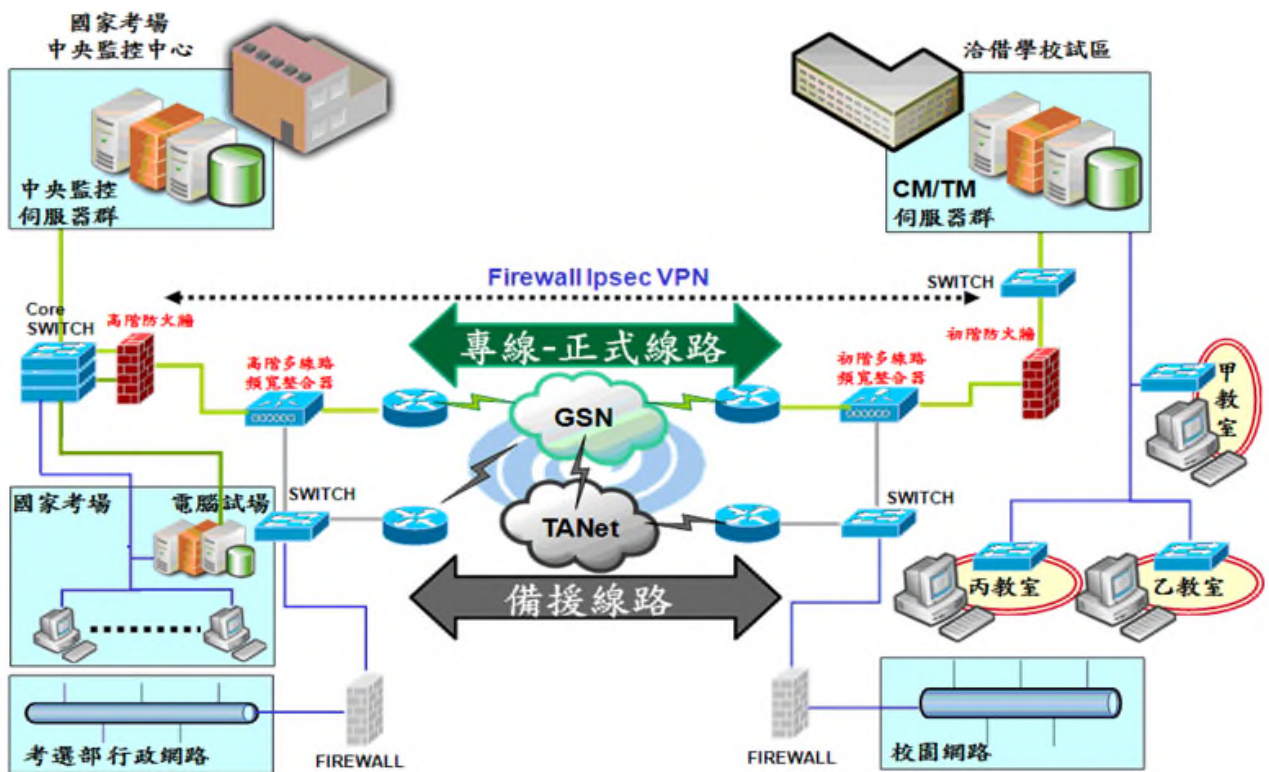 國家考場
中央監控中心
洽借學校試區
中央監控
伺服器群
CM/TM
伺服器群
Firewall Ipsec VPN
SWITCH
Core
SWITCH
高階防火牆
專線-正式線路
初階防火牆
高階多線路
頻寬整合器
初階多線路
頻寬整合器
GSN
甲教室
國家考場
電腦試場
SWITCH
TANet
SWITCH
備援線路
丙教室
乙教室
考選部行政網路
FIREWALL
FIREWALL
校園網路